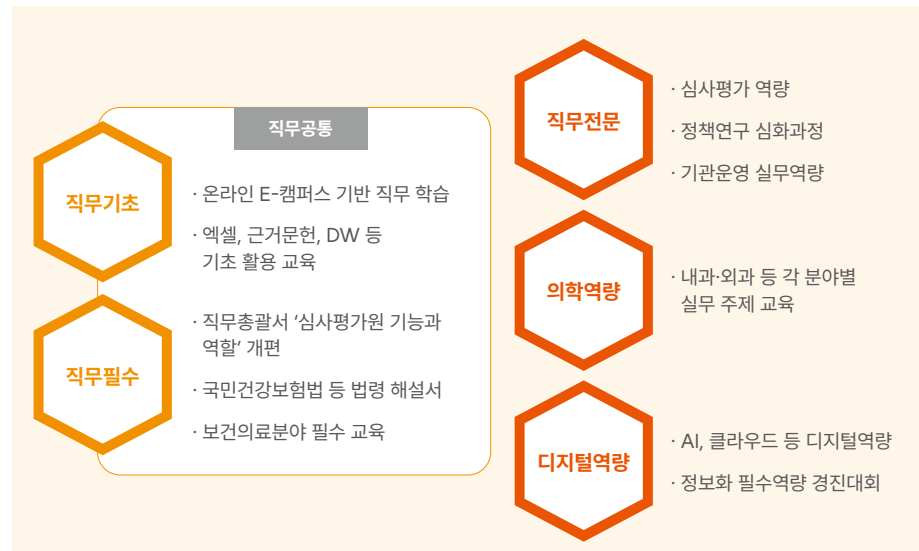 직무공통
직무기초
· 온라인 E-캠퍼스 기반 직무 학습
· 엑셀, 근거문헌, DW 등
기초 활용 교육
직무필수
· 직무총괄서 ‘심사평가원 기능과
역할’ 개편
· 국민건강보험법 등 법령 해설서
· 보건의료분야 필수 교육
직무전문
· 심사평가 역량
· 정책연구 심화과정
· 기관운영 실무역량
의학역량
· 내과·외과 등 각 분야별
실무 주제 교육
디지털역량
· AI, 클라우드 등 디지털역량
· 정보화 필수역량 경진대회